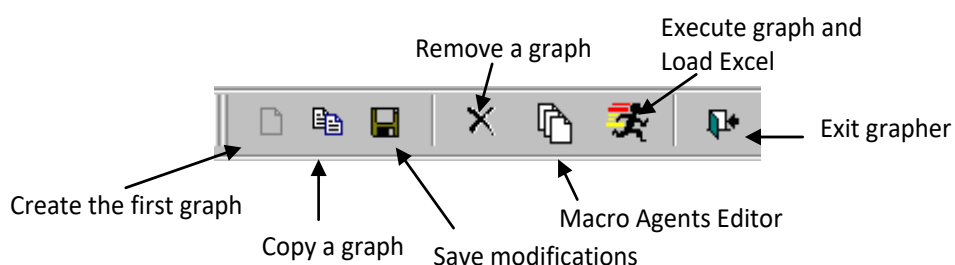 Execute graph and
Load Excel
Remove a graph
Exit grapher
Create the first graph
Macro Agents Editor
Copy a graph
Save modifications